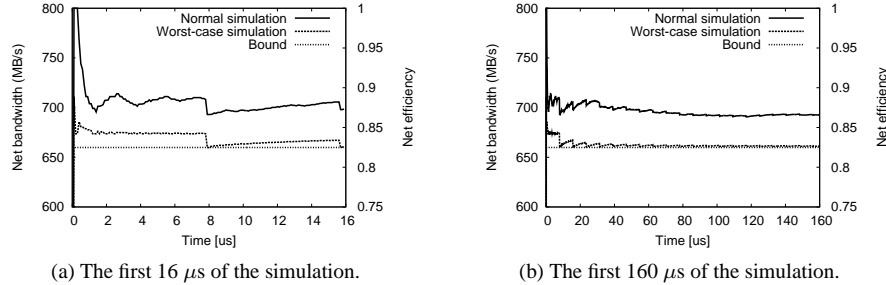 800
750
700
650
600
Net bandwidth (MB/s)
Normal simulation
Worst-case simulation
Bound
1
0.95
0.9
0.85
0.8
0.75
Net efficiency
0 2 4 6 8 10 12 14 16
Time [us]
(a) The first 16 μs of the simulation.
800
750
700
650
600
Net bandwidth (MB/s)
Normal simulation
Worst-case simulation
Bound
1
0.95
0.9
0.85
0.8
0.75
Net efficiency
0 20 40 60 80 100 120 140 160
Time [us]
(b) The first 160 μs of the simulation.